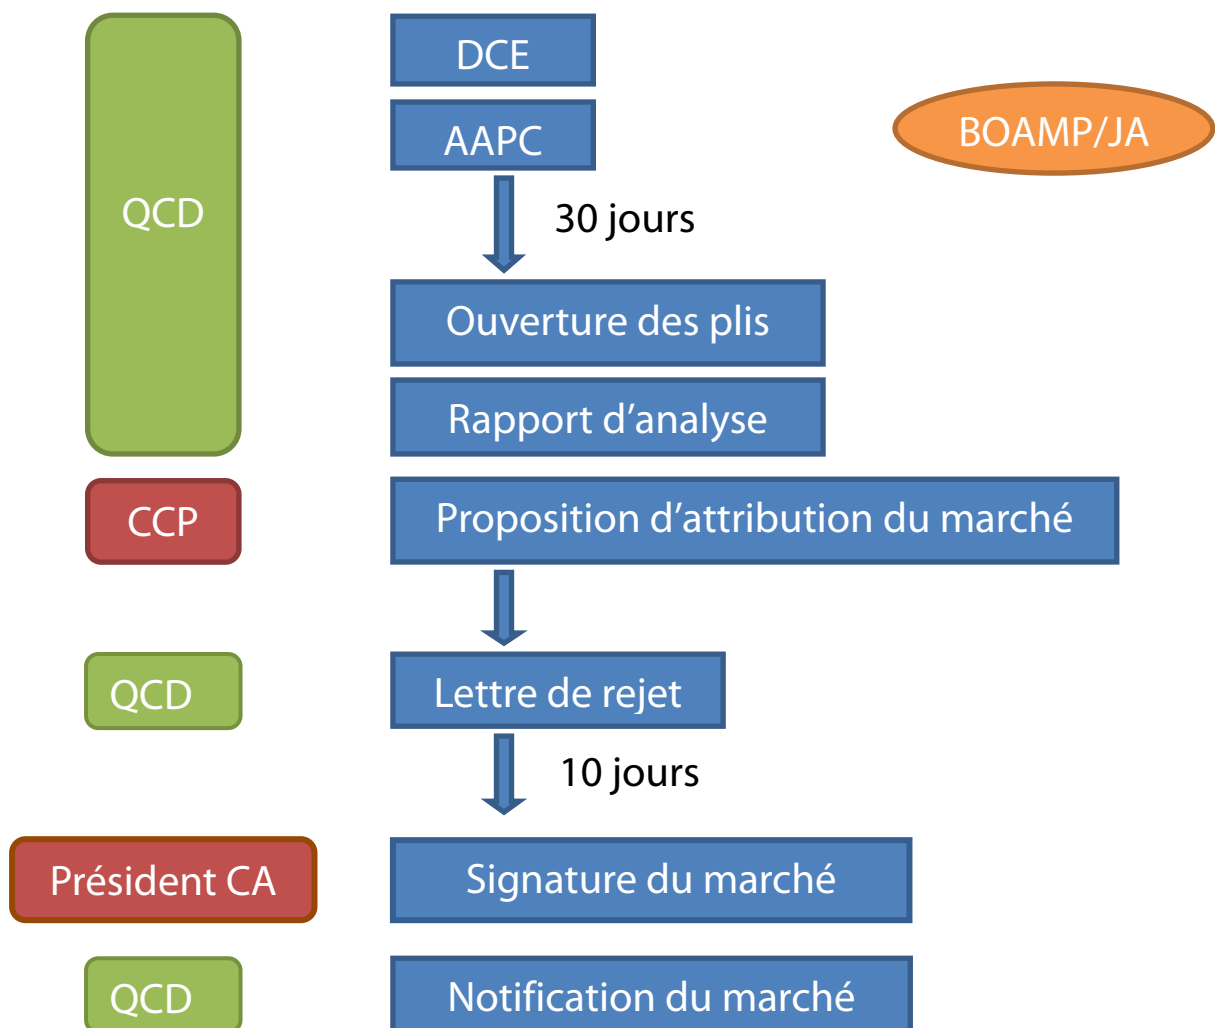 DCE
BOAMP/JA
AAPC
QCD
30 jours
Ouverture des plis
Rapport d’analyse
CCP
Proposition d’attribution du marché
QCD
Lettre de rejet
10 jours
Président CA
Signature du marché
QCD
Notification du marché